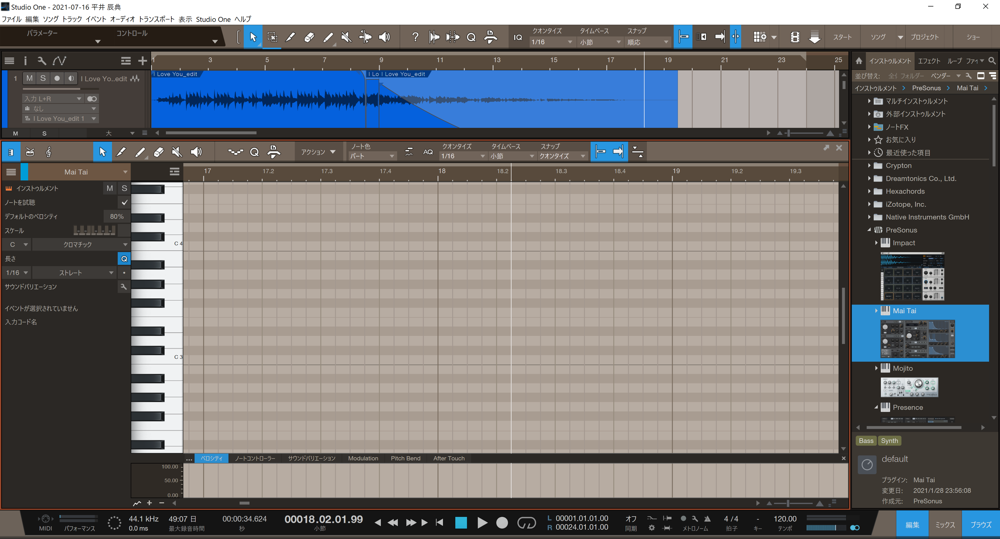 Studio One - 2021-07-16 平井 辰典
ファイル 編集 ソング トラック イベント オーディオ トランスポート 表示 Studio One ヘルプ
パラメーター コントロール
IQ
クオンタイズ タイムベース スナップ
1/16 小節 順応
スタート ソング プロジェクト ショー
1 3 5 7 9 11 13 15 17 19 21 23 25
1 M S I Love Yo..edit
入力 L+R
なし
I Love You_edit 1
I Love You_edit I Lo I Love You_edit
M S 大
インストゥルメント エフェクト ループ ファイ
並び替え: 全体 フォルダー ベンダー
インストゥルメント PreSonus Mai Tai
マルチインストゥルメント
外部インストゥルメント
ノートFX
お気に入り
最近使った項目
Crypton
Dreamtonics Co., Ltd.
Hexachords
iZotope, Inc.
Native Instruments GmbH
PreSonus
Impact
Mai Tai
Mojito
Presence
Bass Synth
default
プラグイン: Mai Tai
変更日: 2021/1/28 23:56:08
作成元: PreSonus
アクション
ノート色
パート
AQ
クオンタイズ タイムベース スナップ
1/16 小節 クオンタイズ
Mai Tai
17 17.2 17.3 17.4 18 18.2 18.3 18.4 19 19.2 19.3
インストゥルメント M S
ノートを試聴
デフォルトのベロシティ 80%
スケール
C クロマチック
長さ Q
1/16 ストレート
サウンドバリエーション
イベントが選択されていません
入力コード名
C 4
C 3
... ベロシティ ノートコントローラー サウンドバリエーション Modulation Pitch Bend After Touch
100.00
50.00
0.00
MIDI パフォーマンス
44.1 kHz
0.0 ms
49:07 日
最大録音時間
00:00:34.624
秒
00018.02.01.99
小節
L 00001.01.01.00
R 00024.01.01.00
オフ
同期
メトロノーム
4 / 4
拍子
-
キー
120.00
テンポ
編集 ミックス ブラウズ